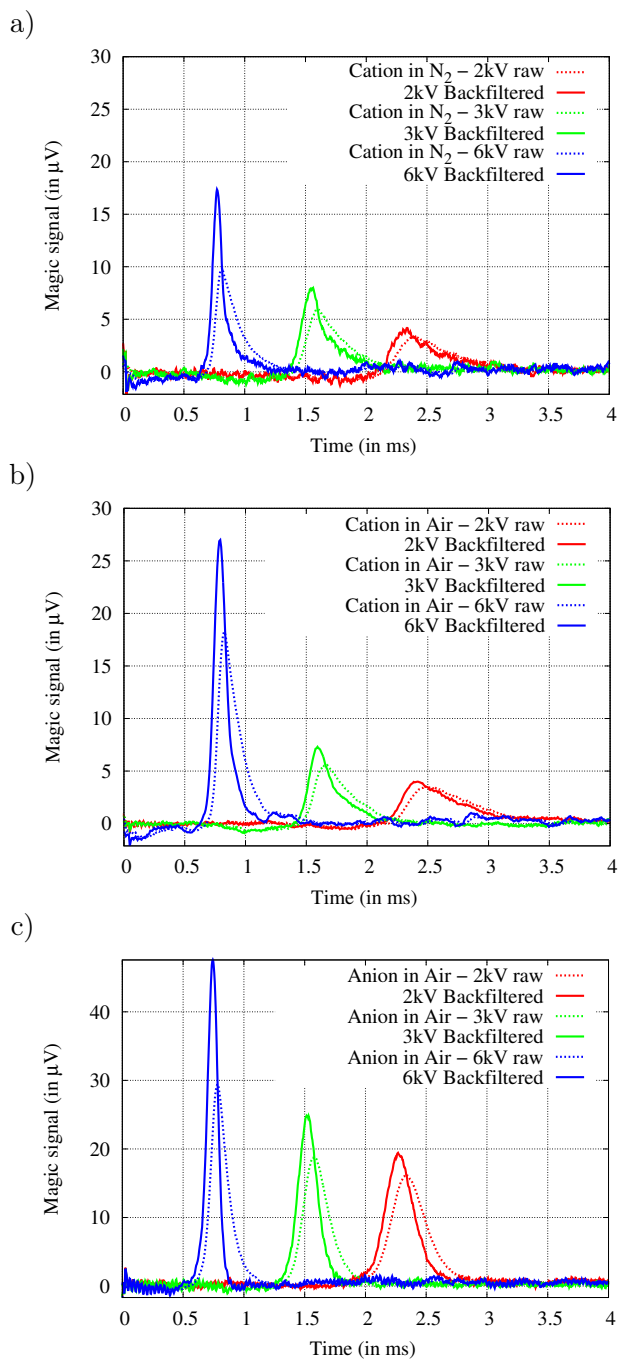 a)
30
25
20
15
10
5
0
Magic signal (in µV)
Cation in N₂ − 2kV raw
2kV Backfiltered
Cation in N₂ − 3kV raw
3kV Backfiltered
Cation in N₂ − 6kV raw
6kV Backfiltered
0 0.5 1 1.5 2 2.5 3 3.5 4
Time (in ms)
b)
30
25
20
15
10
5
0
Magic signal (in µV)
Cation in Air − 2kV raw
2kV Backfiltered
Cation in Air − 3kV raw
3kV Backfiltered
Cation in Air − 6kV raw
6kV Backfiltered
0 0.5 1 1.5 2 2.5 3 3.5 4
Time (in ms)
c)
40
30
20
10
0
Magic signal (in µV)
Anion in Air − 2kV raw
2kV Backfiltered
Anion in Air − 3kV raw
3kV Backfiltered
Anion in Air − 6kV raw
6kV Backfiltered
0 0.5 1 1.5 2 2.5 3 3.5 4
Time (in ms)